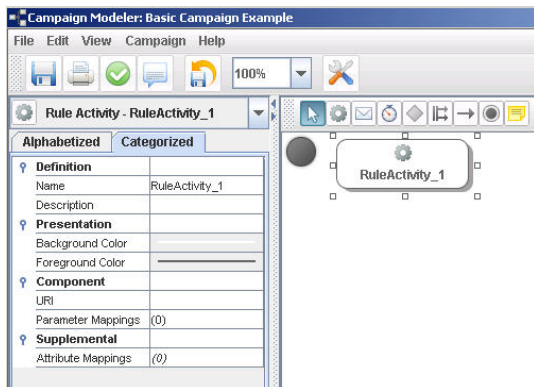 Campaign Modeler: Basic Campaign Example
File Edit View Campaign Help
100%
Rule Activity - RuleActivity_1
Alphabetized Categorized
Definition
Name RuleActivity_1
Description
Presentation
Background Color
Foreground Color
Component
URI
Parameter Mappings (0)
Supplemental
Attribute Mappings (0)
RuleActivity_1